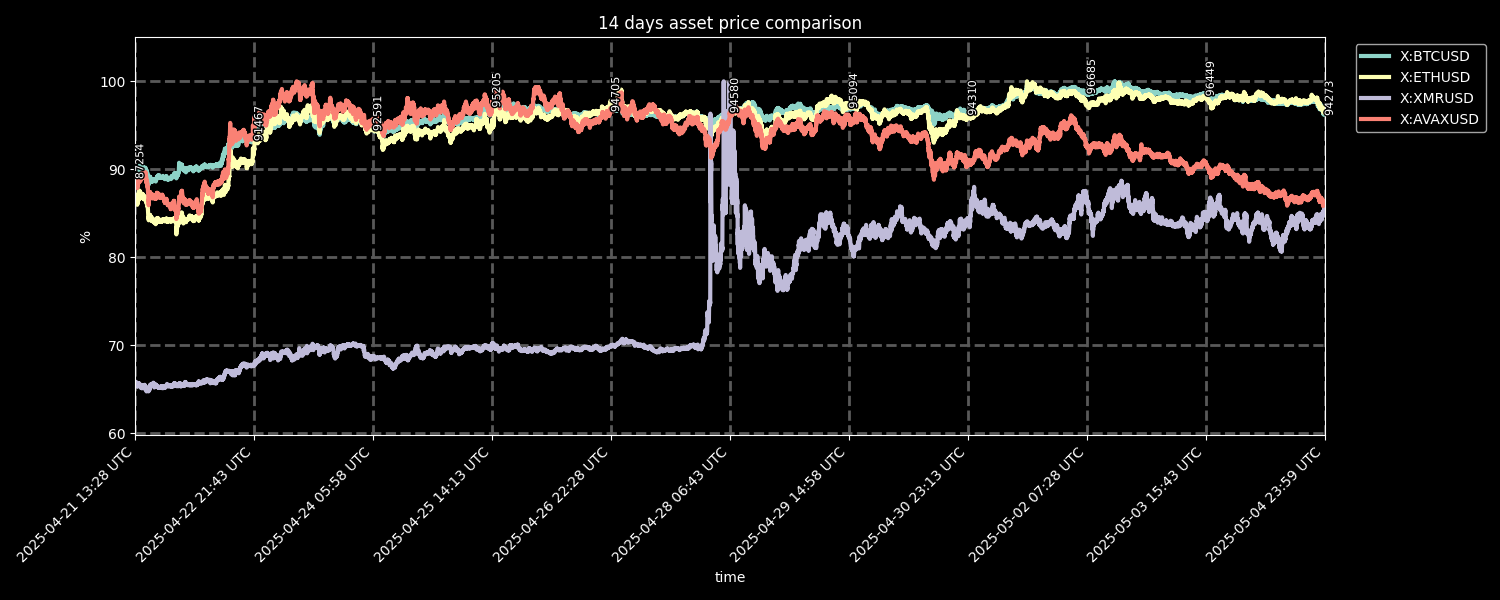 14 days asset price comparison
X:BTCUSD
X:ETHUSD
X:XMRUSD
X:AVAXUSD
%
100
90
80
70
60
87254
91467
92591
95205
94705
94580
95094
94310
96685
96449
94273
2025-04-21 13:28 UTC
2025-04-22 21:43 UTC
2025-04-24 05:58 UTC
2025-04-25 14:13 UTC
2025-04-26 22:28 UTC
2025-04-28 06:43 UTC
2025-04-29 14:58 UTC
2025-04-30 23:13 UTC
2025-05-02 07:28 UTC
2025-05-03 15:43 UTC
2025-05-04 23:59 UTC
time